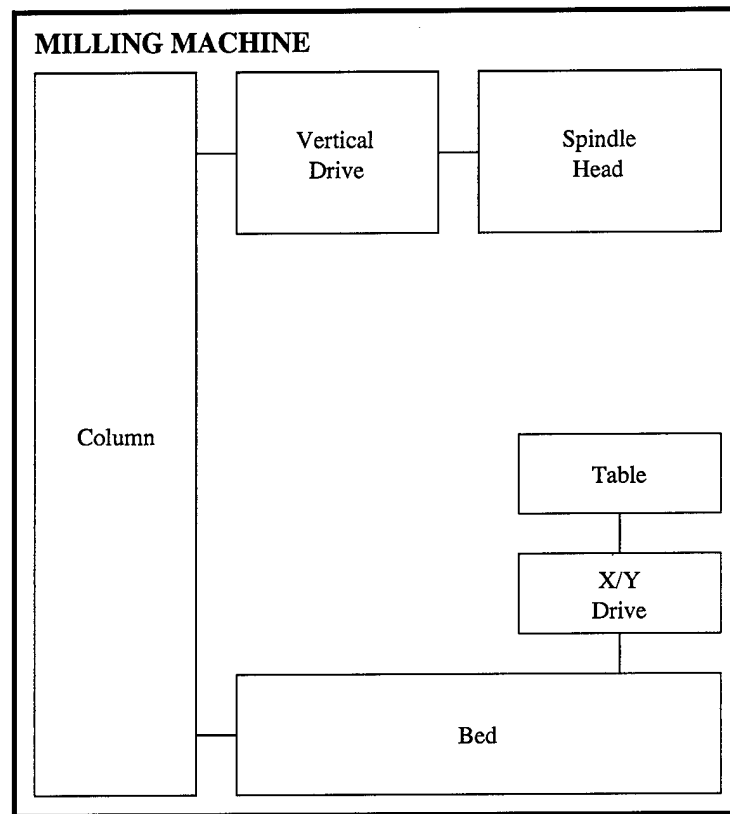 MILLING MACHINE
Vertical
Drive
Spindle
Head
Column
Table
X/Y
Drive
Bed